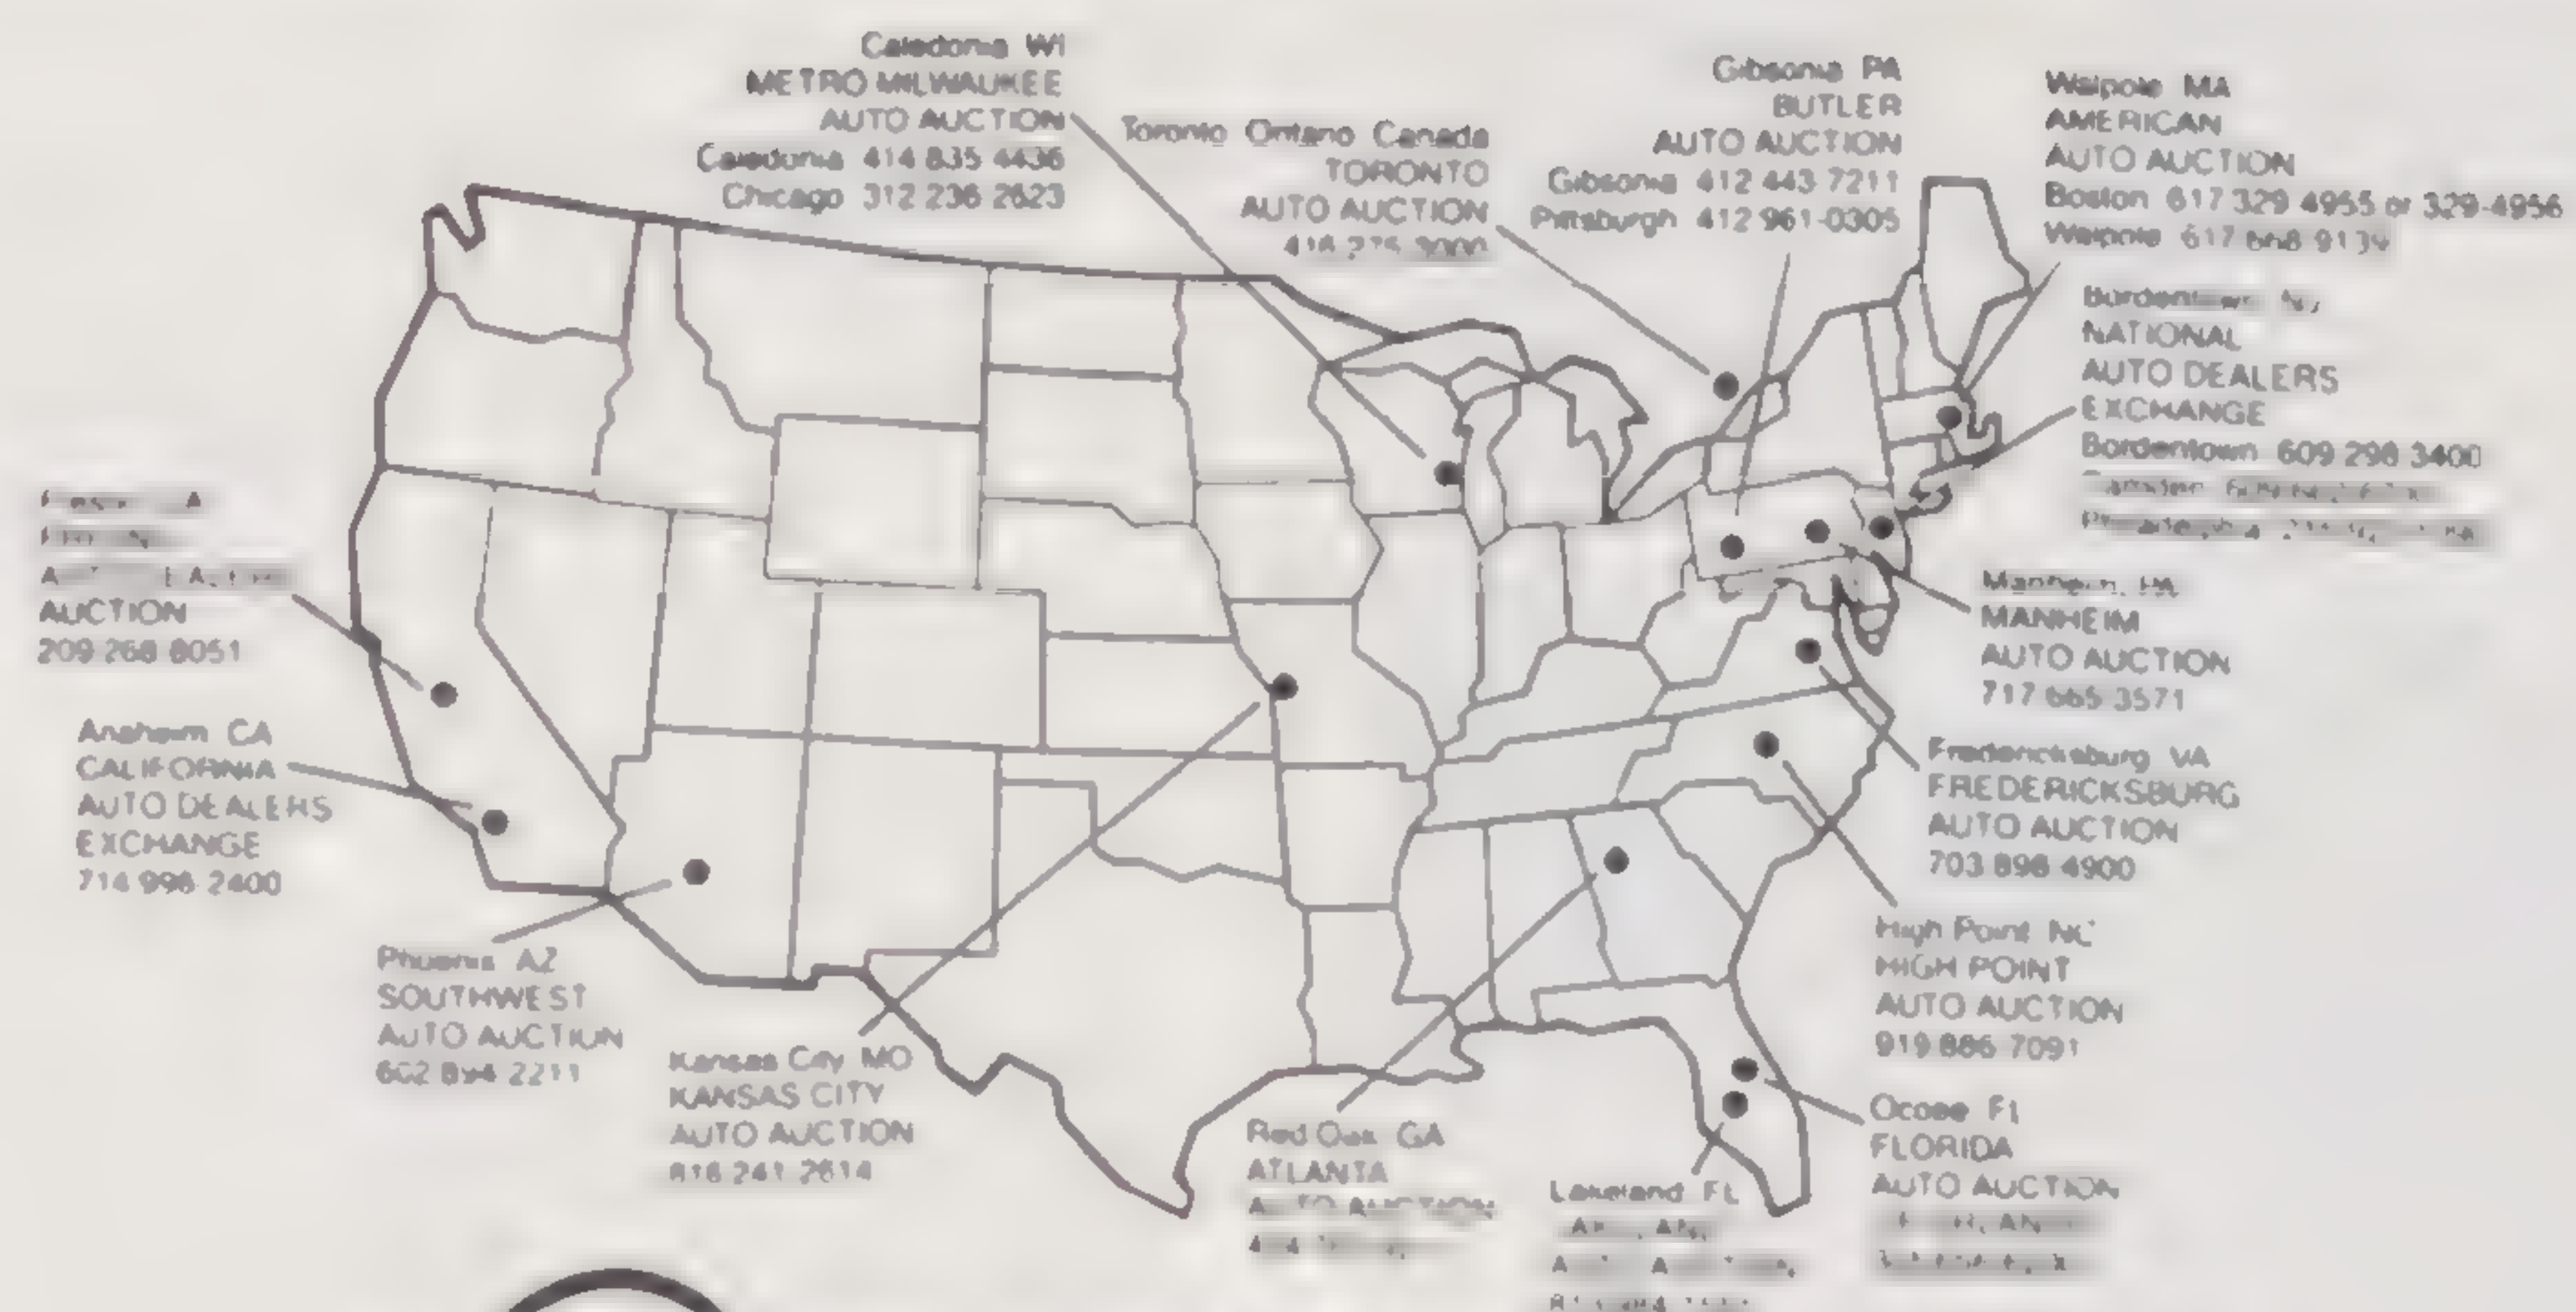 Caledonia WI
METRO MILWAUKEE
AUTO AUCTION
Caledonia 414 835 4436
Chicago 312 236 2623
Toronto Ontario Canada
TORONTO
AUTO AUCTION
Gibsonia PA
BUTLER
AUTO AUCTION
Gibsonia 412 443 7211
Pittsburgh 412 961-0305
Walpole MA
AMERICAN
AUTO AUCTION
Boston 617 329 4955 or 329-4956
Walpole 617 668 9139
Bordentown NJ
NATIONAL
AUTO DEALERS
EXCHANGE
Bordentown 609 298 3400
AUCTION
209 268 8051
Anaheim CA
CALIFORNIA
AUTO DEALERS
EXCHANGE
714 996 2400
Phoenix AZ
SOUTHWEST
AUTO AUCTION
602 894 2211
Kansas City MO
KANSAS CITY
AUTO AUCTION
816 241 2614
Red Oak GA
ATLANTA
AUTO AUCTION
Lakeland FL
Manheim, PA
MANHEIM
AUTO AUCTION
717 665 3571
Fredericksburg VA
FREDERICKSBURG
AUTO AUCTION
703 898 4900
High Point NC
HIGH POINT
AUTO AUCTION
919 886 7091
Ocoee FL
FLORIDA
AUTO AUCTION